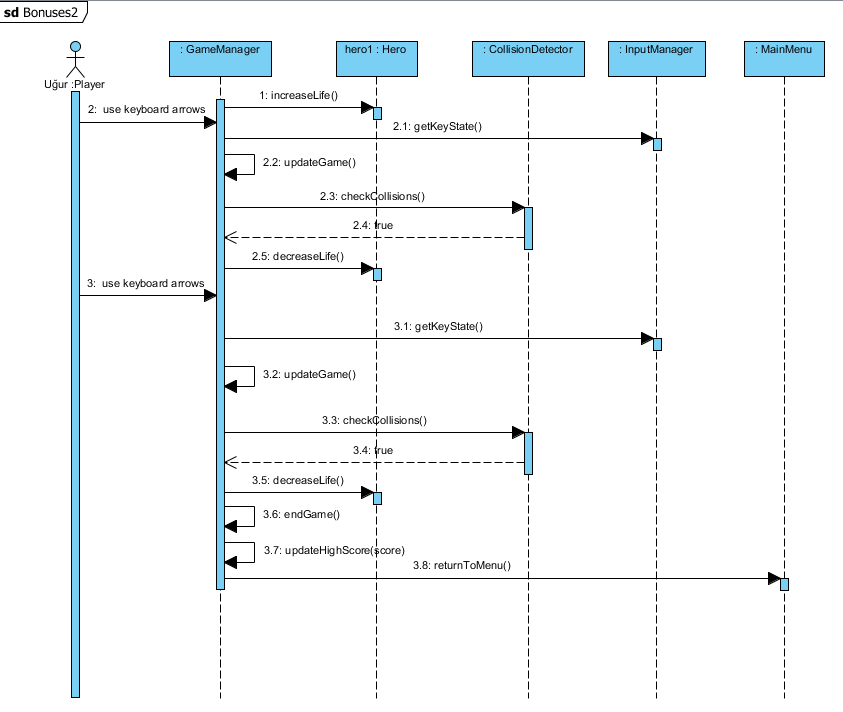 sd Bonuses2
Uğur :Player
: GameManager
hero1 : Hero
: CollisionDetector
: InputManager
: MainMenu
1: increaseLife()
2: use keyboard arrows
2.1: getKeyState()
2.2: updateGame()
2.3: checkCollisions()
2.4: true
2.5: decreaseLife()
3: use keyboard arrows
3.1: getKeyState()
3.2: updateGame()
3.3: checkCollisions()
3.4: true
3.5: decreaseLife()
3.6: endGame()
3.7: updateHighScore(score)
3.8: returnToMenu()